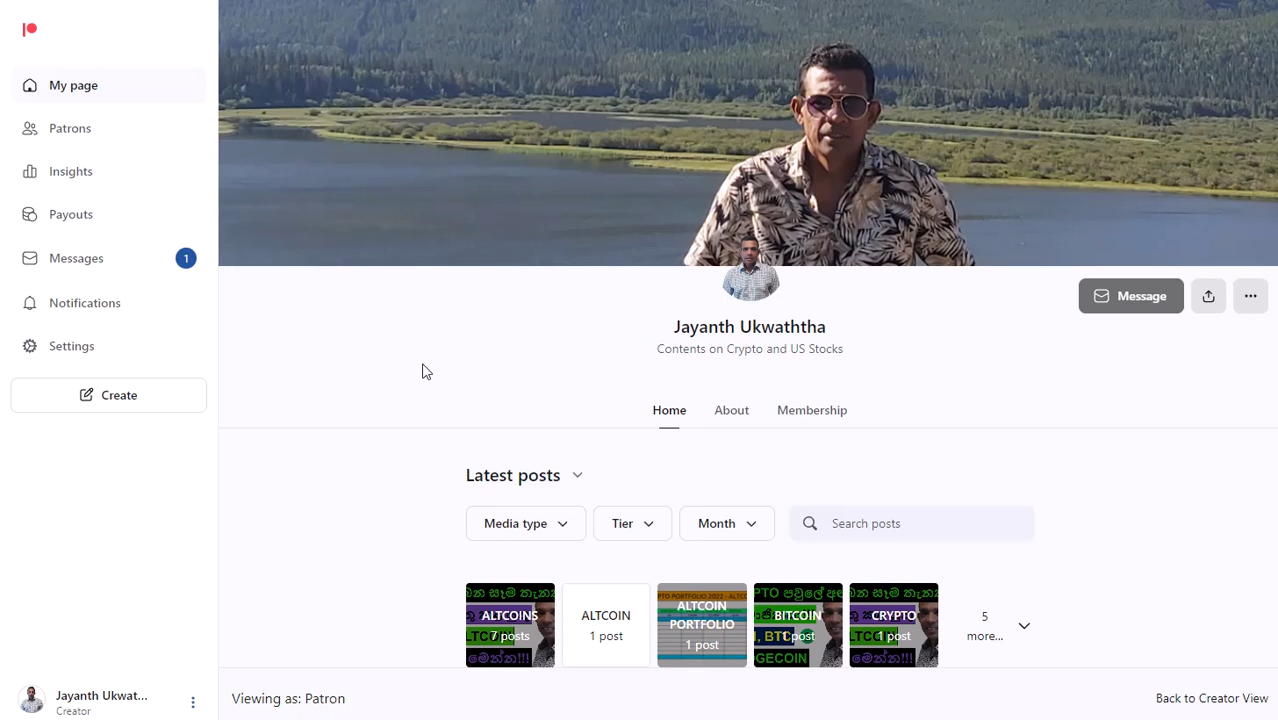 My page
Patrons
Insights
Payouts
Messages
1
Notifications
Settings
Create
Message
Jayanth Ukwaththa
Contents on Crypto and US Stocks
Home
About
Membership
Latest posts
Media type
Tier
Month
Search posts
ALTCOINS
7 posts
ALTCOIN
1 post
ALTCOIN
PORTFOLIO
1 post
BITCOIN
1 post
CRYPTO
1 post
5
more...
Jayanth Ukwat...
Creator
Viewing as: Patron
Back to Creator View